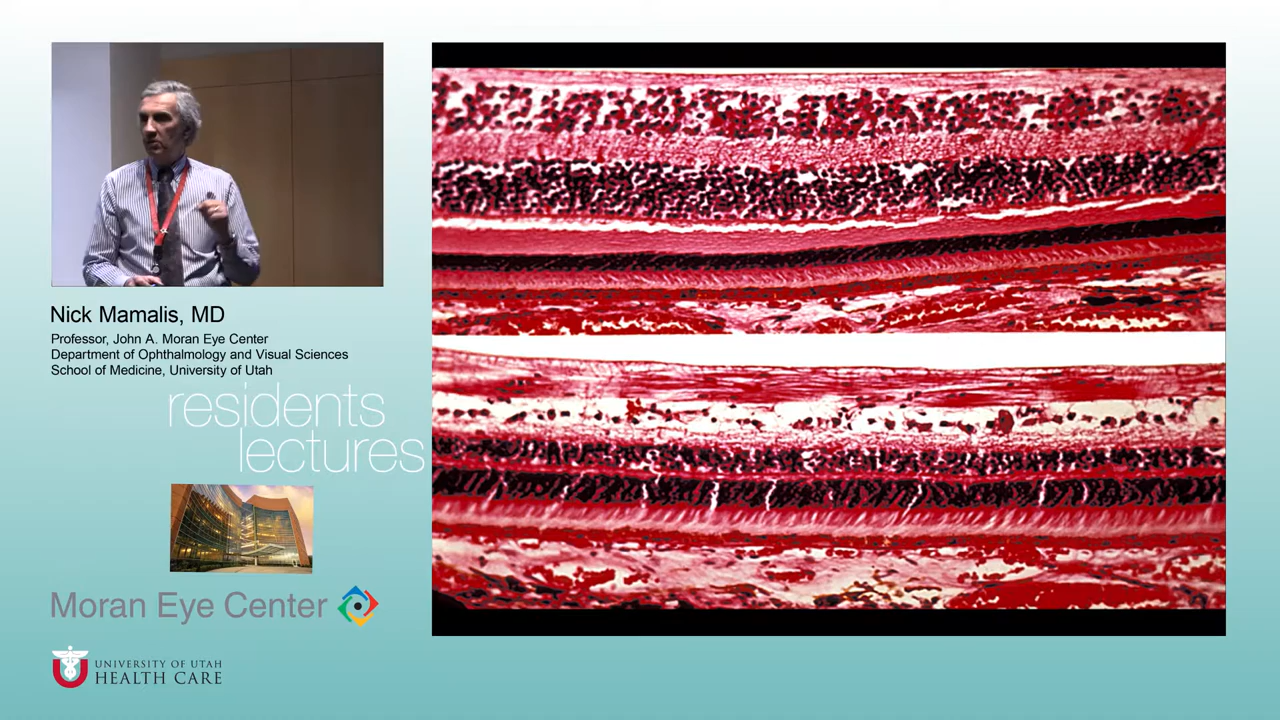 Nick Mamalis, MD
Professor, John A. Moran Eye Center
Department of Ophthalmology and Visual Sciences
School of Medicine, University of Utah
residents
lectures
Moran Eye Center
UNIVERSITY OF UTAH
HEALTH CARE